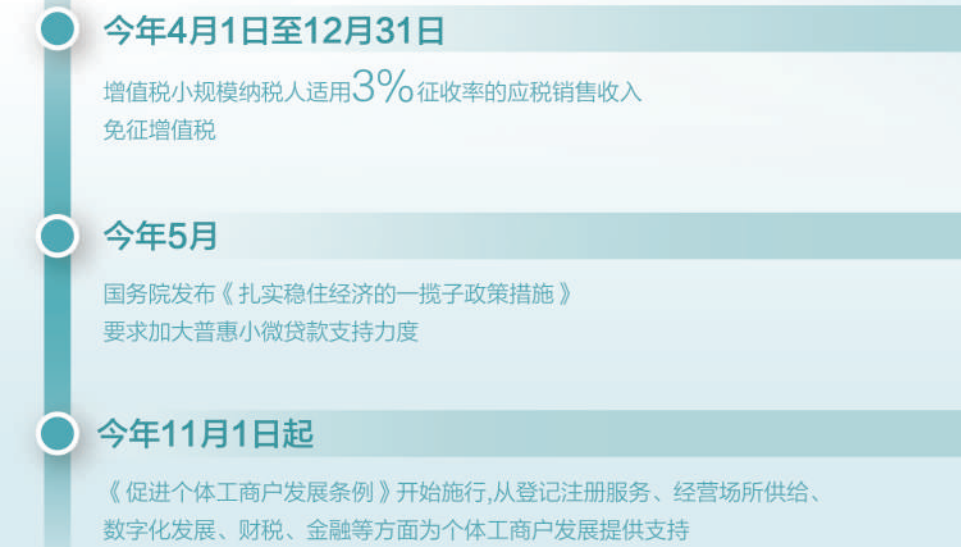 今年4月1日至12月31日
增值税小规模纳税人适用3%征收率的应税销售收入
免征增值税
今年5月
国务院发布《扎实稳住经济的一揽子政策措施》
要求加大普惠小微贷款支持力度
今年11月1日起
《促进个体工商户发展条例》开始施行,从登记注册服务、经营场所供给、
数字化发展、财税、金融等方面为个体工商户发展提供支持